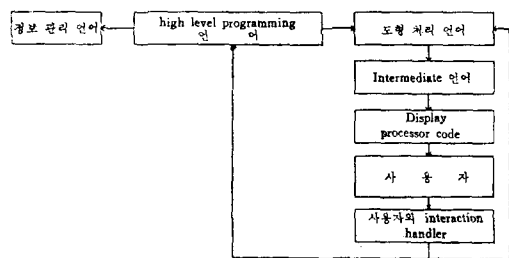 정보 관리 언어
high level programming
언 어
도형 처리 언어
Intermediate 언어
Display
processor code
사 용 자
사용자와 interaction
handler